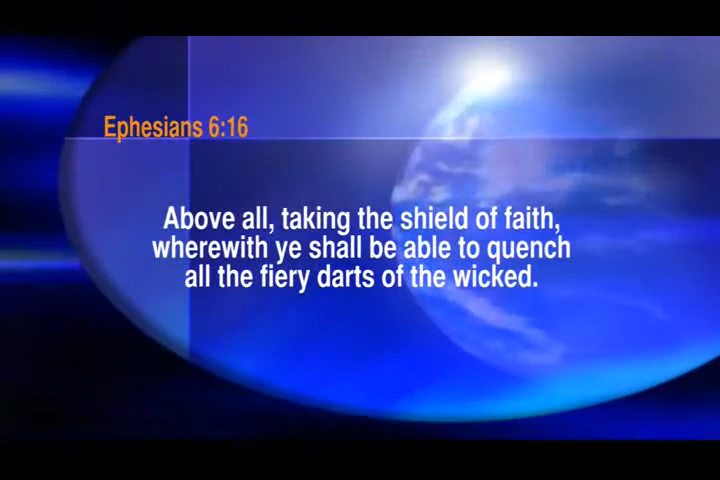 Ephesians 6:16
Above all, taking the shield of faith,
wherewith ye shall be able to quench
all the fiery darts of the wicked.